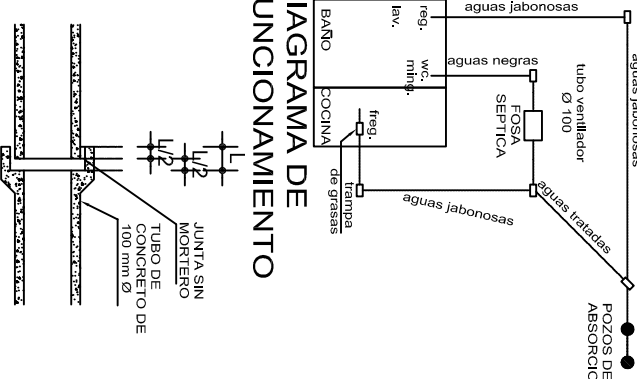 aguas jabonosas
aguas jabonosas
reg.
lav.
BAÑO
wc.
ming.
aguas negras
tubo ventilador
Ø 100
FOSA
SEPTICA
COCINA
freg.
trampa
de grasas
aguas jabonosas
aguas tratadas
POZOS DE
ABSORCIO
IAGRAMA DE
UNCIONAMIENTO
L
L/2
L/2
JUNTA SIN
MORTERO
TUBO DE
CONCRETO DE
100 mm Ø